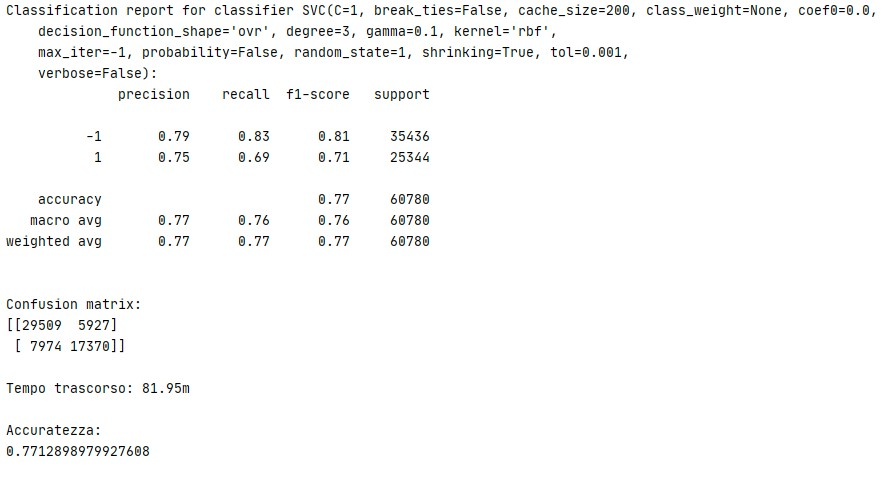 Classification report for classifier SVC(C=1, break_ties=False, cache_size=200, class_weight=None, coef0=0.0,
    decision_function_shape='ovr', degree=3, gamma=0.1, kernel='rbf',
    max_iter=-1, probability=False, random_state=1, shrinking=True, tol=0.001,
    verbose=False):
              precision    recall  f1-score   support

          -1       0.79      0.83      0.81     35436
           1       0.75      0.69      0.71     25344

    accuracy                           0.77     60780
   macro avg       0.77      0.76      0.76     60780
weighted avg       0.77      0.77      0.77     60780


Confusion matrix:
[[29509  5927]
 [ 7974 17370]]

Tempo trascorso: 81.95m

Accuratezza:
0.7712898979927608